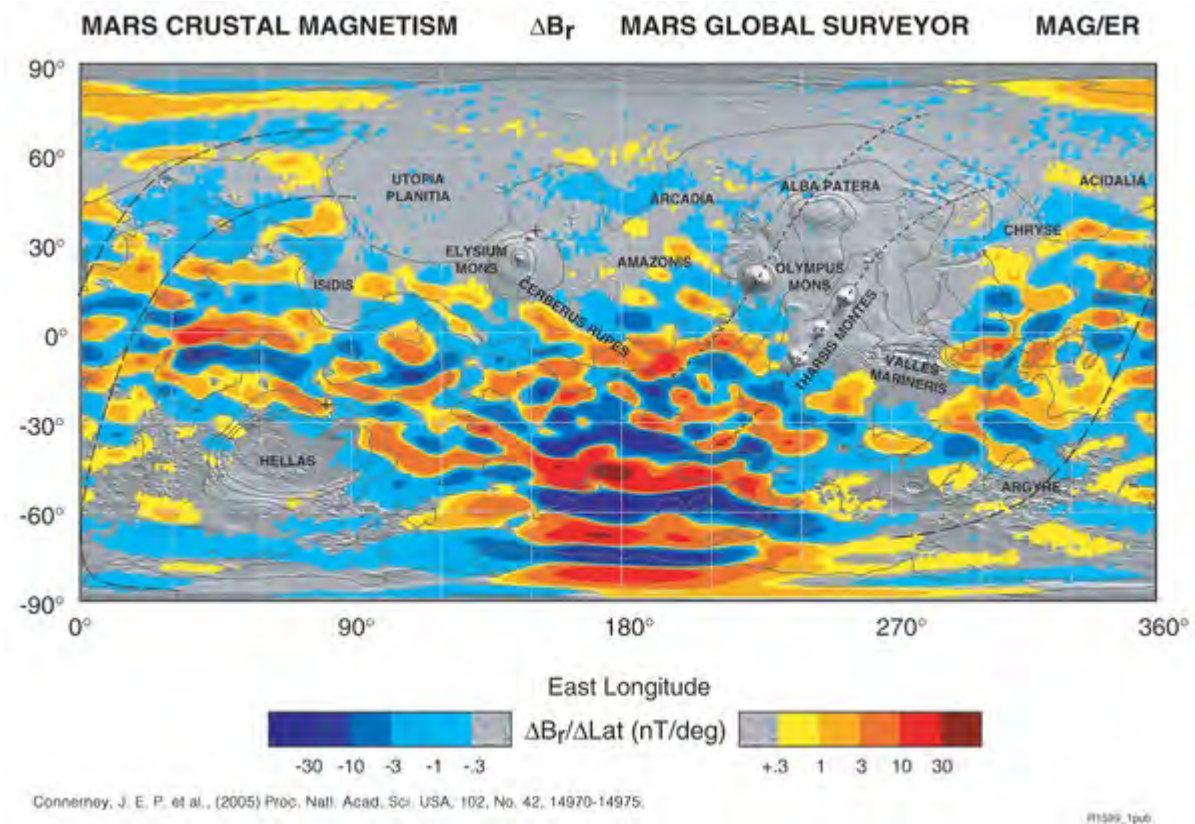 MARS CRUSTAL MAGNETISM ΔBr MARS GLOBAL SURVEYOR MAG/ER
90°
60°
30°
0°
-30°
-60°
-90°
UTOPIA
PLANITIA
ARCADIA
ALBA PATERA
ACIDALIA
CHRYSE
ELYSIUM
MONS
AMAZONIS
OLYMPUS
MONS
ISIDIS
CERBERUS RUPES
THARSIS MONTES
VALLES
MARINERIS
HELLAS
ARGYRE
0° 90° 180° 270° 360°
East Longitude
ΔBr/ΔLat (nT/deg)
-30 -10 -3 -1 -.3
+.3 1 3 10 30
Connerney, J. E. P. et al., (2005) Proc. Natl. Acad. Sci. USA, 102, No. 42, 14970-14975.
R1599_1pub